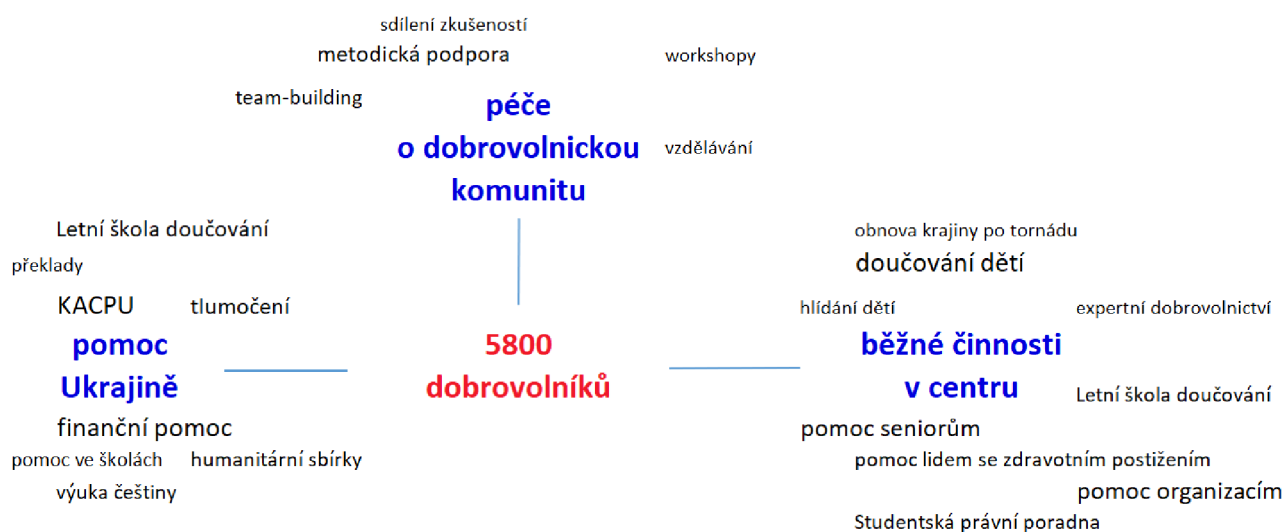 sdílení zkušeností
metodická podpora
workshopy
team-building
péče
o dobrovolnickou
komunitu
vzdělávání
Letní škola doučování
překlady
KACPU
tlumočení
pomoc
Ukrajině
finanční pomoc
pomoc ve školách
humanitární sbírky
výuka češtiny
5800
dobrovolníků
obnova krajiny po tornádu
doučování dětí
hlídání dětí
expertní dobrovolnictví
běžné činnosti
v centru
Letní škola doučování
pomoc seniorům
pomoc lidem se zdravotním postižením
pomoc organizacím
Studentská právní poradna